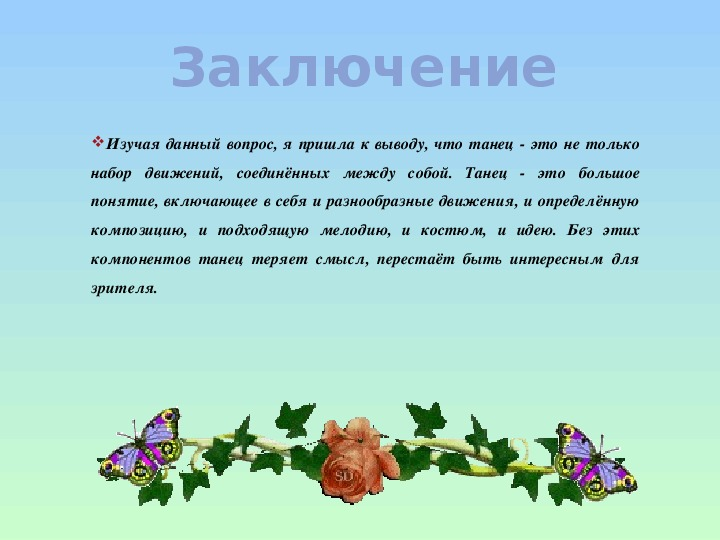 Заключение
❖Изучая данный вопрос, я пришла к выводу, что танец - это не только
набор движений, соединённых между собой. Танец - это большое
понятие, включающее в себя и разнообразные движения, и определённую
композицию, и подходящую мелодию, и костюм, и идею. Без этих
компонентов танец теряет смысл, перестаёт быть интересным для
зрителя.